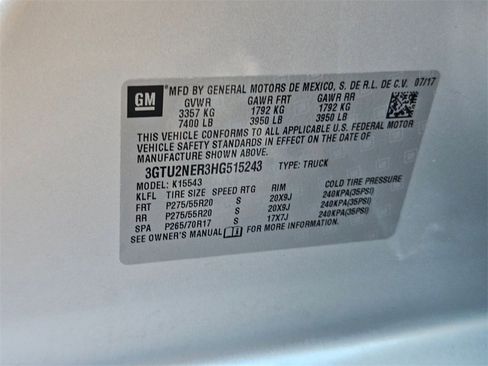 GM
MFD BY GENERAL MOTORS DE MEXICO, S. DE R.L. DE C.V. 07/17
GVWR GAWR FRT GAWR RR
3357 KG 1792 KG 1792 KG
7400 LB 3950 LB 3950 LB
THIS VEHICLE CONFORMS TO ALL APPLICABLE U.S. FEDERAL MOTOR
VEHICLE SAFETY STANDARDS IN EFFECT ON THE DATE OF
MANUFACTURE SHOWN ABOVE.
3GTU2NER3HG515243 TYPE: TRUCK
MODEL: K15543
KLFL TIRE SIZE SPEED RTG RIM COLD TIRE PRESSURE
FRT P275/55R20 S 20X9J 240KPA(35PSI)
RR P275/55R20 S 20X9J 240KPA(35PSI)
SPA P265/70R17 S 17X7J 240KPA(35PSI)
SEE OWNER'S MANUAL FOR MORE INFORMATION.